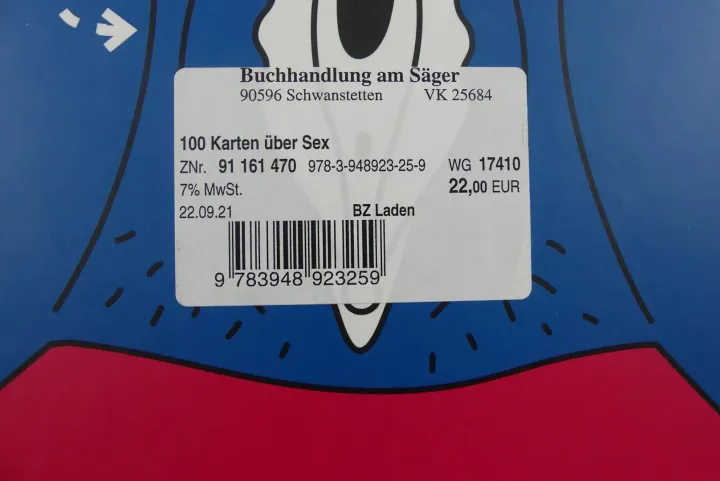 Buchhandlung am Säger
90596 Schwanstetten VK 25684
100 Karten über Sex
ZNr. 91 161 470 978-3-948923-25-9 WG 17410
7% MwSt. 22,00 EUR
22.09.21 BZ Laden
9 783948 923259